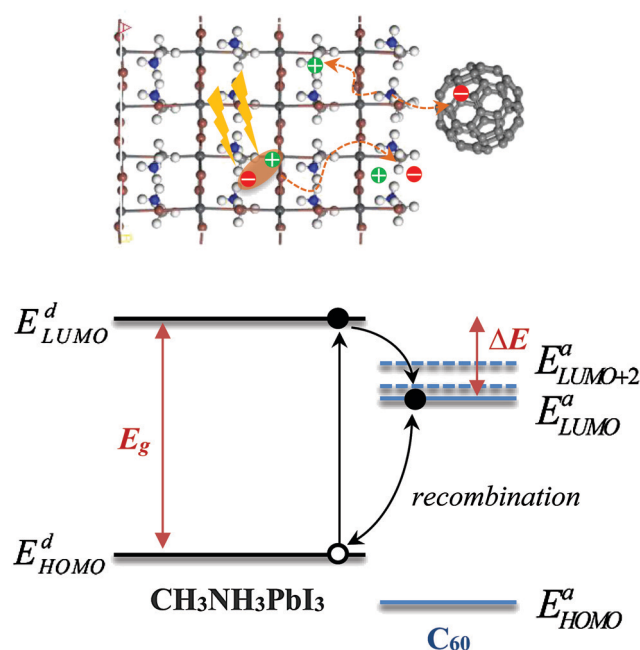 A
+
−
+
−
+
−
B
E^d_LUMO
ΔE
E^a_LUMO+2
E^a_LUMO
E_g
recombination
E^d_HOMO
CH₃NH₃PbI₃
E^a_HOMO
C₆₀